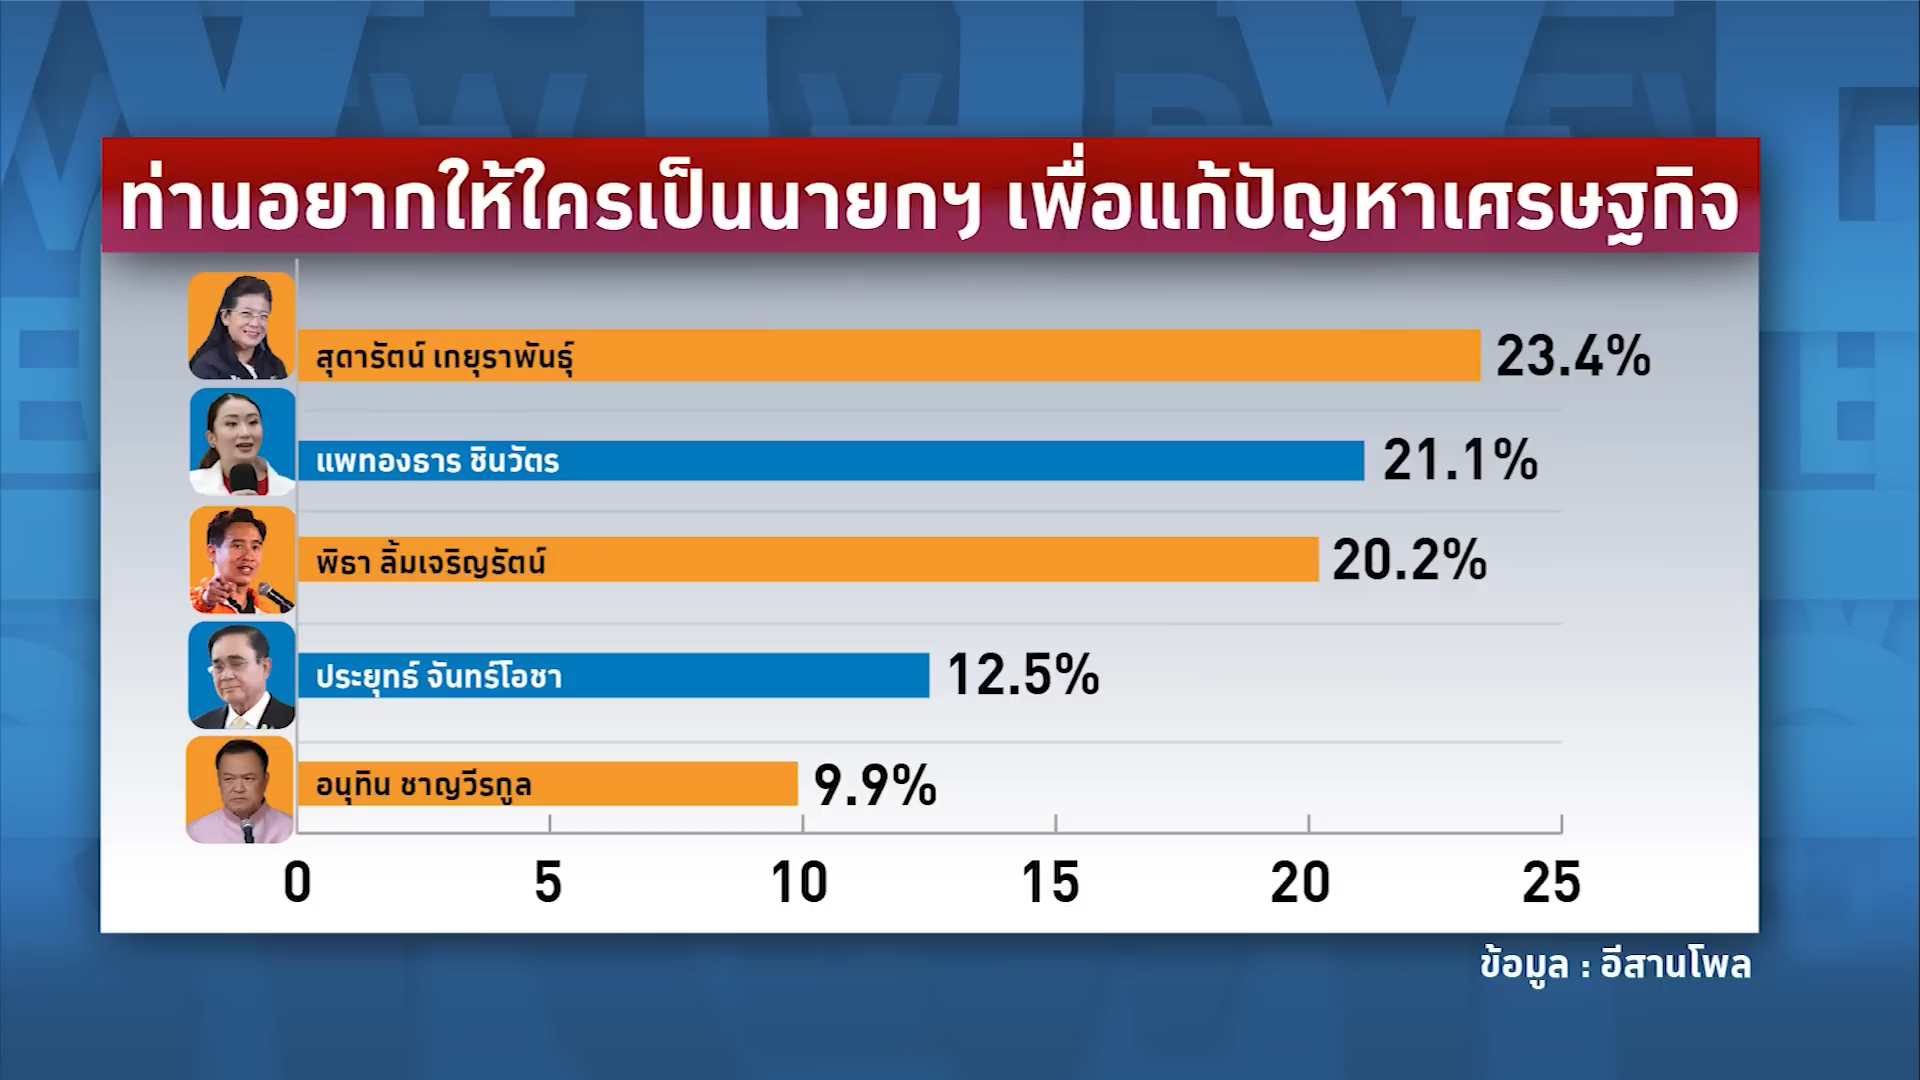 ท่านอยากให้ใครเป็นนายกฯ เพื่อแก้ปัญหาเศรษฐกิจ
สุดารัตน์ เกยุราพันธุ์ 23.4%
แพทองธาร ชินวัตร 21.1%
พิธา ลิ้มเจริญรัตน์ 20.2%
ประยุทธ์ จันทร์โอชา 12.5%
อนุทิน ชาญวีรกูล 9.9%
0 5 10 15 20 25
ข้อมูล : อีสานโพล